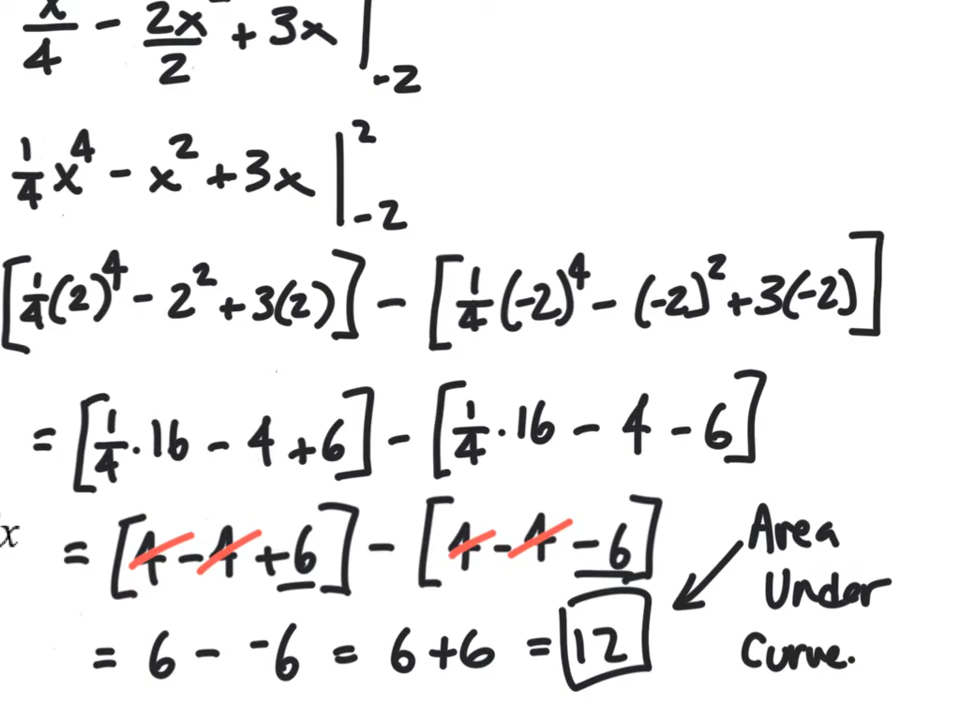 x/4 - 2x/2 + 3x |_-2
1/4 x^4 - x^2 + 3x |^2_-2
[1/4(2)^4 - 2^2 + 3(2)] - [1/4(-2)^4 - (-2)^2 + 3(-2)]
= [1/4 · 16 - 4 + 6] - [1/4 · 16 - 4 - 6]
x = [4 - 4 + 6] - [4 - 4 - 6]
= 6 - -6 = 6 + 6 = 12
Area
Under
Curve.